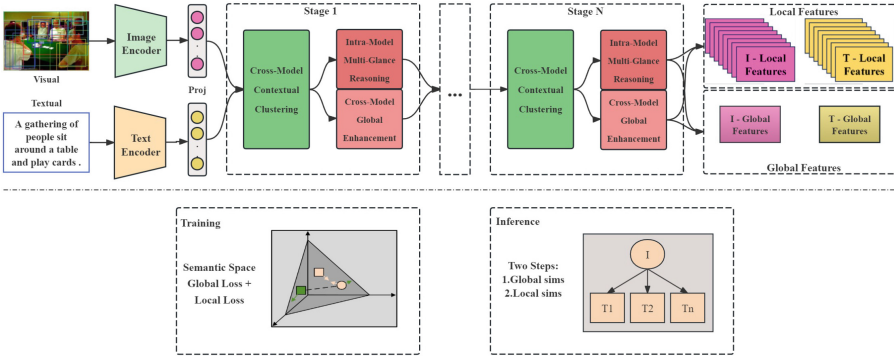 Visual
Image
Encoder
Proj
Textual
A gathering of
people sit
around a table
and play cards .
Text
Encoder
Stage 1
Cross-Model
Contextual
Clustering
Intra-Model
Multi-Glance
Reasoning
Cross-Model
Global
Enhancement
...
Stage N
Cross-Model
Contextual
Clustering
Intra-Model
Multi-Glance
Reasoning
Cross-Model
Global
Enhancement
Local Features
I - Local
Features
T - Local
Features
I - Global
Features
T - Global
Features
Global Features
Training
Semantic Space
Global Loss +
Local Loss
Inference
Two Steps:
1.Global sims
2.Local sims
I
T1
T2
Tn